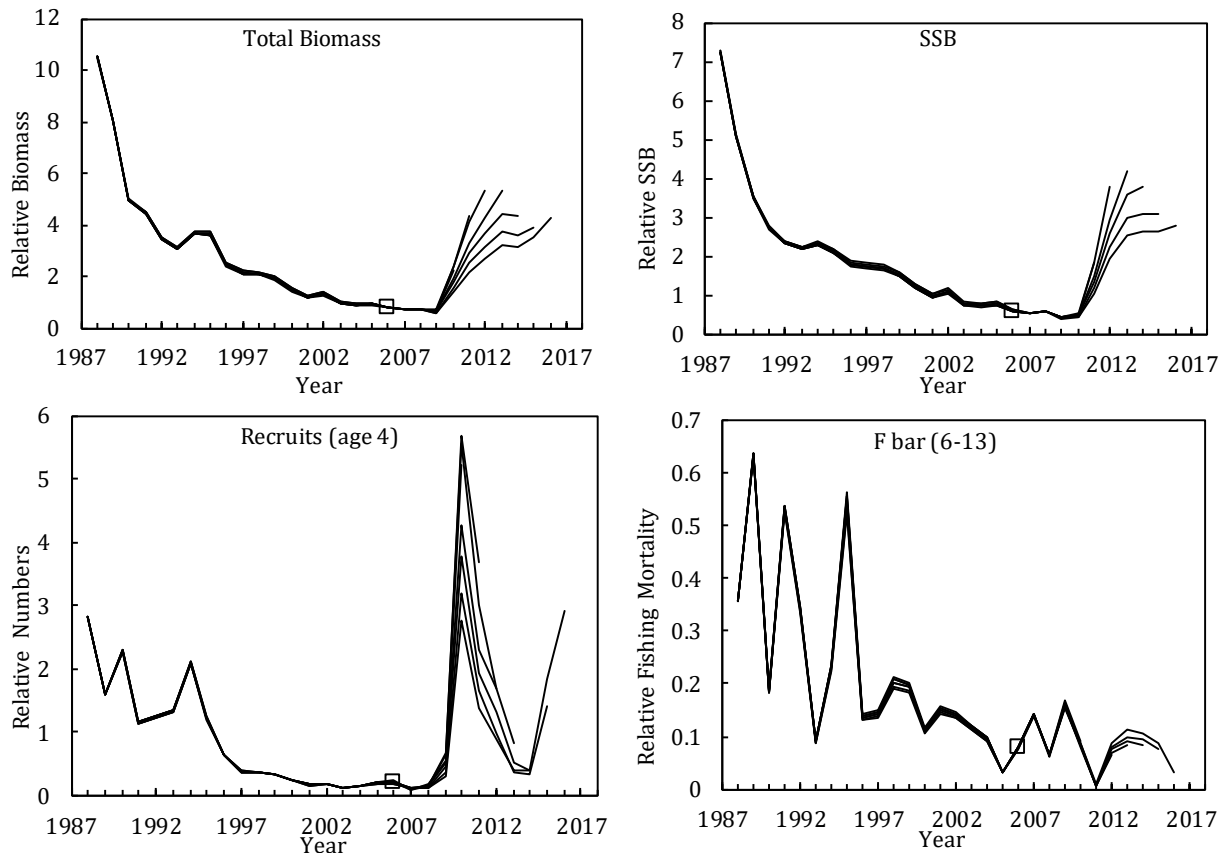 Total Biomass
Relative Biomass
12
10
8
6
4
2
0
1987 1992 1997 2002 2007 2012 2017
Year
SSB
Relative SSB
8
7
6
5
4
3
2
1
0
1987 1992 1997 2002 2007 2012 2017
Year
Recruits (age 4)
Relative Numbers
6
5
4
3
2
1
0
1987 1992 1997 2002 2007 2012 2017
Year
F bar (6-13)
Relative Fishing Mortality
0.7
0.6
0.5
0.4
0.3
0.2
0.1
0
1987 1992 1997 2002 2007 2012 2017
Year